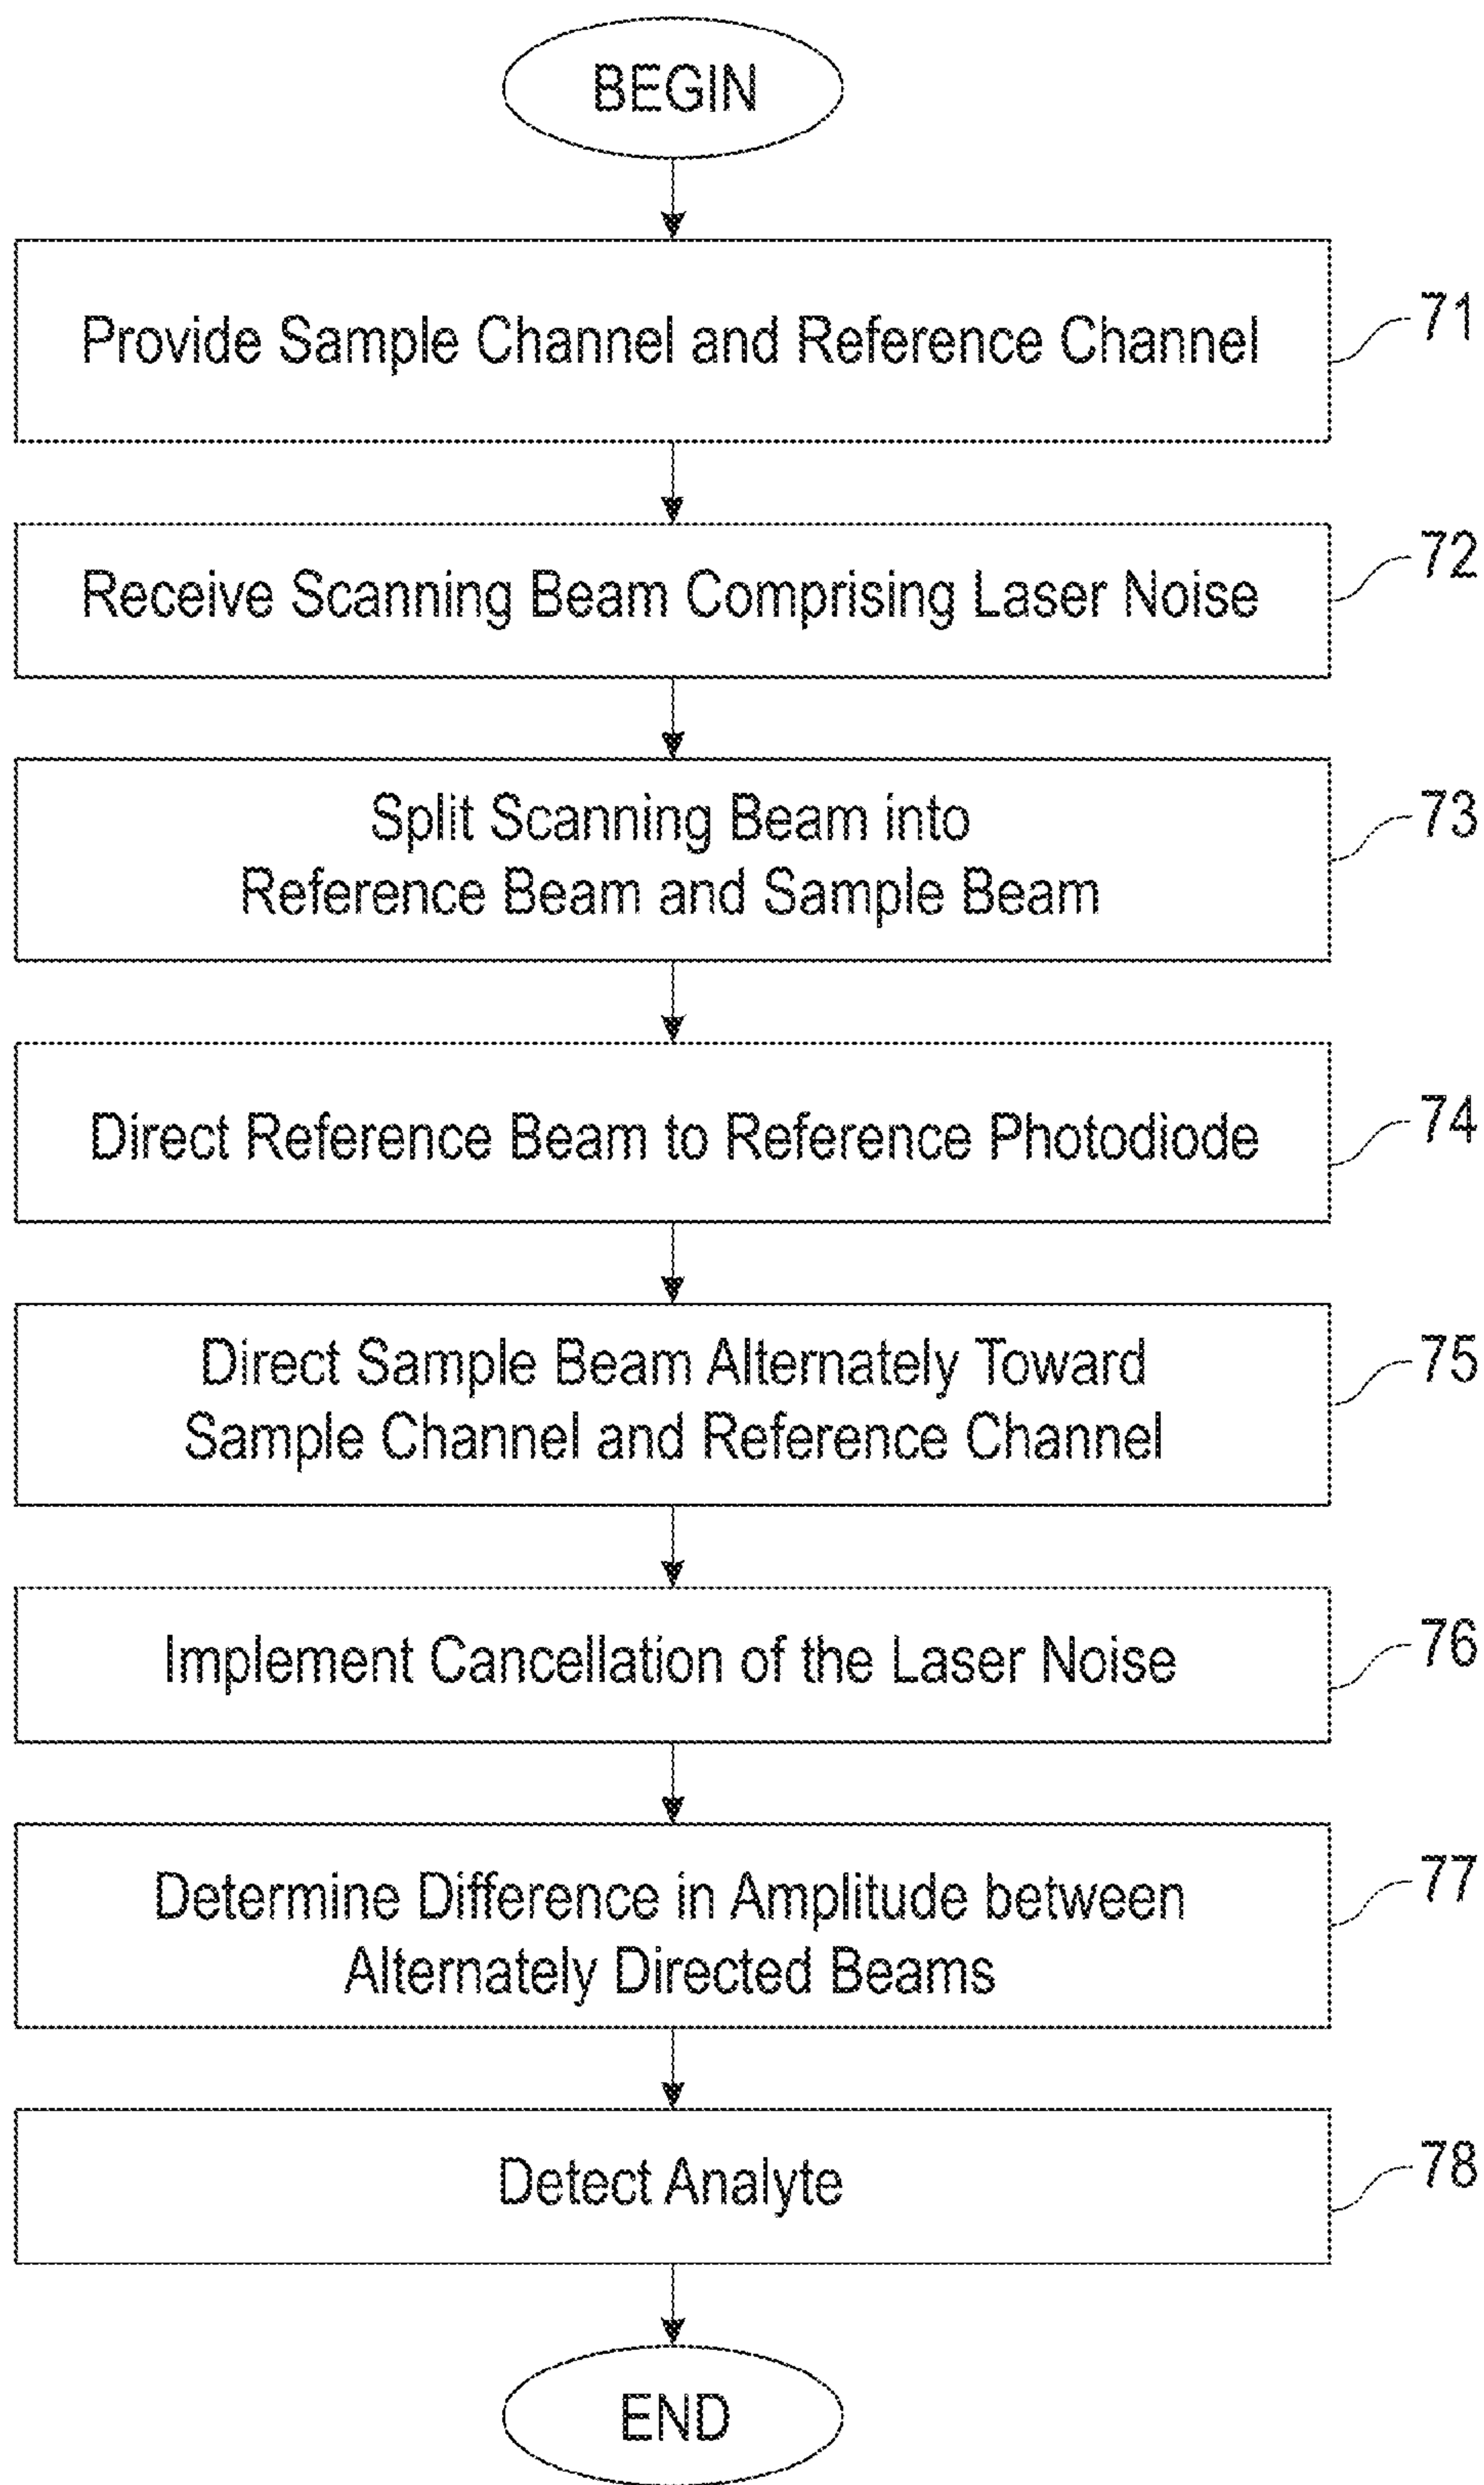 BEGIN
Provide Sample Channel and Reference Channel
71
Receive Scanning Beam Comprising Laser Noise
72
Split Scanning Beam into
Reference Beam and Sample Beam
73
Direct Reference Beam to Reference Photodiode
74
Direct Sample Beam Alternately Toward
Sample Channel and Reference Channel
75
Implement Cancellation of the Laser Noise
76
Determine Difference in Amplitude between
Alternately Directed Beams
77
Detect Analyte
78
END